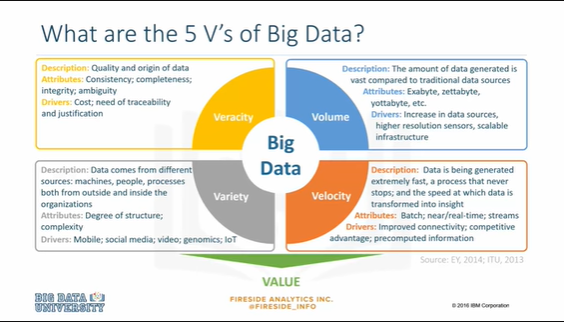 What are the 5 V's of Big Data?
Description: Quality and origin of data
Attributes: Consistency; completeness;
integrity; ambiguity
Drivers: Cost; need of traceability
and justification
Veracity
Description: The amount of data generated is
vast compared to traditional data sources
Attributes: Exabyte, zettabyte,
yottabyte, etc.
Drivers: Increase in data sources,
higher resolution sensors, scalable
infrastructure
Volume
Big
Data
Description: Data comes from different
sources: machines, people, processes
both from outside and inside the
organizations
Attributes: Degree of structure;
complexity
Drivers: Mobile; social media; video; genomics; IoT
Variety
Description: Data is being generated
extremely fast, a process that never
stops; and the speed at which data is
transformed into insight
Attributes: Batch; near/real-time; streams
Drivers: Improved connectivity; competitive
advantage; precomputed information
Velocity
Source: EY, 2014; ITU, 2013
VALUE
BIG DATA
UNIVERSITY
FIRESIDE ANALYTICS INC.
@FIRESIDE_INFO
© 2016 IBM Corporation